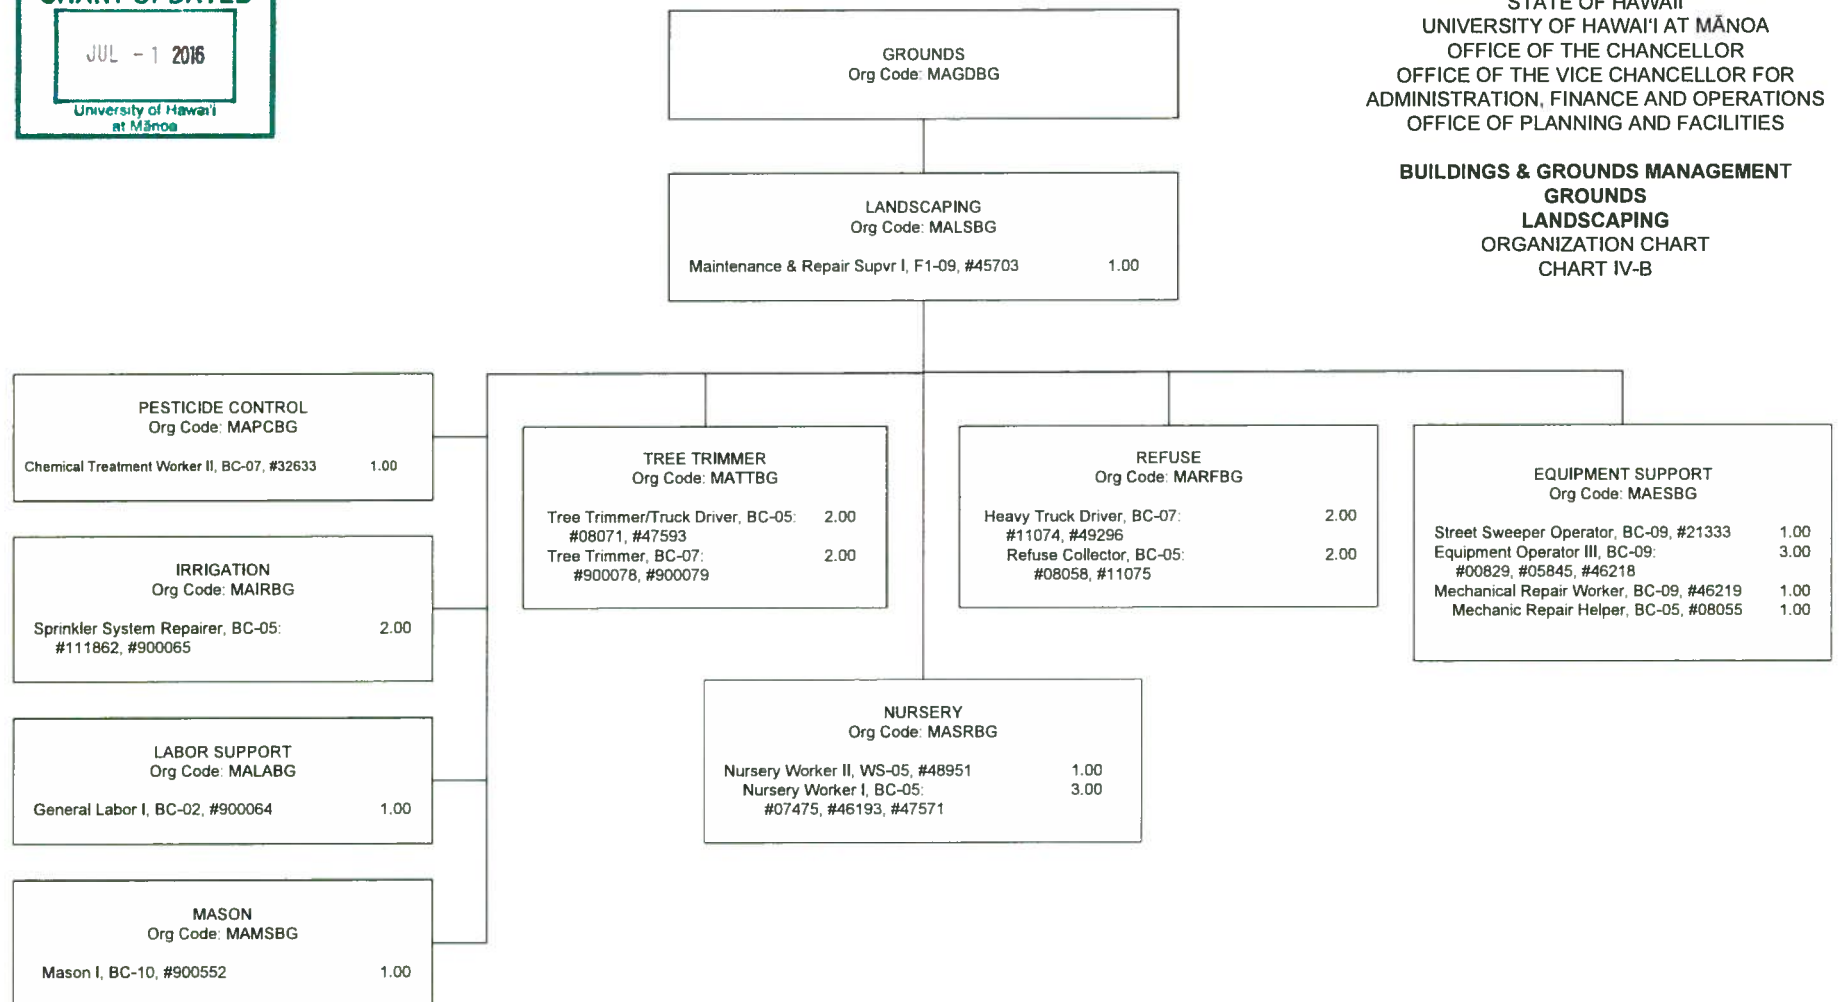 CHART UPDATED
JUL - 1 2016
University of Hawai'i
at Mānoa
STATE OF HAWAII
UNIVERSITY OF HAWAI'I AT MĀNOA
OFFICE OF THE CHANCELLOR
OFFICE OF THE VICE CHANCELLOR FOR
ADMINISTRATION, FINANCE AND OPERATIONS
OFFICE OF PLANNING AND FACILITIES
BUILDINGS & GROUNDS MANAGEMENT
GROUNDS
LANDSCAPING
ORGANIZATION CHART
CHART IV-B
GROUNDS
Org Code: MAGDBG
LANDSCAPING
Org Code: MALSBG
Maintenance & Repair Supvr I, F1-09, #45703 1.00
PESTICIDE CONTROL
Org Code: MAPCBG
Chemical Treatment Worker II, BC-07, #32633 1.00
IRRIGATION
Org Code: MAIRBG
Sprinkler System Repairer, BC-05: 2.00
#111862, #900065
LABOR SUPPORT
Org Code: MALABG
General Labor I, BC-02, #900064 1.00
MASON
Org Code: MAMSBG
Mason I, BC-10, #900552 1.00
TREE TRIMMER
Org Code: MATTBG
Tree Trimmer/Truck Driver, BC-05: 2.00
#08071, #47593
Tree Trimmer, BC-07: 2.00
#900078, #900079
REFUSE
Org Code: MARFBG
Heavy Truck Driver, BC-07: 2.00
#11074, #49296
Refuse Collector, BC-05: 2.00
#08058, #11075
EQUIPMENT SUPPORT
Org Code: MAESBG
Street Sweeper Operator, BC-09, #21333 1.00
Equipment Operator III, BC-09: 3.00
#00829, #05845, #46218
Mechanical Repair Worker, BC-09, #46219 1.00
Mechanic Repair Helper, BC-05, #08055 1.00
NURSERY
Org Code: MASRBG
Nursery Worker II, WS-05, #48951 1.00
Nursery Worker I, BC-05: 3.00
#07475, #46193, #47571